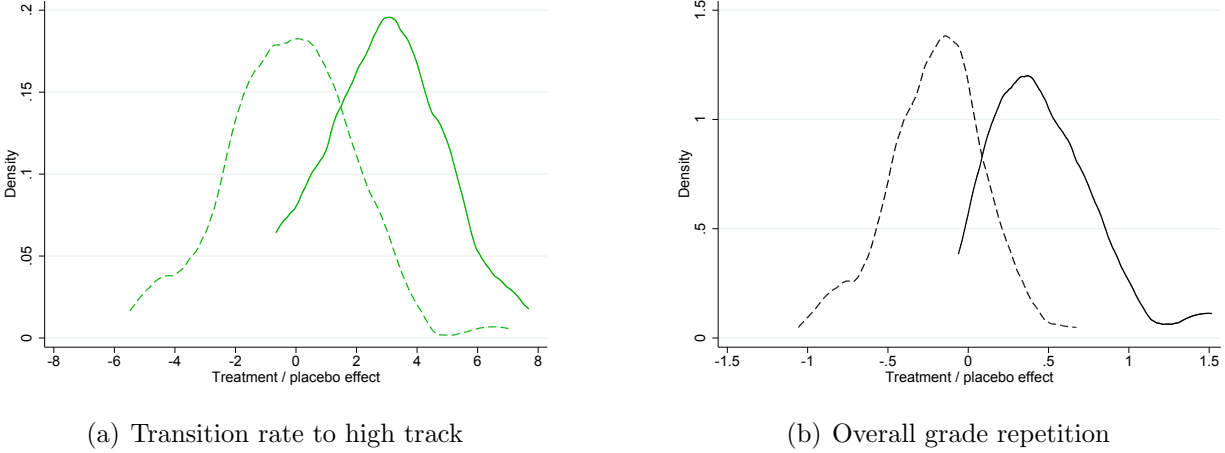 .2
.15
.1
.05
0
Density
-8 -6 -4 -2 0 2 4 6 8
Treatment / placebo effect
(a) Transition rate to high track
1.5
1
.5
0
Density
-1.5 -1 -.5 0 .5 1 1.5
Treatment / placebo effect
(b) Overall grade repetition